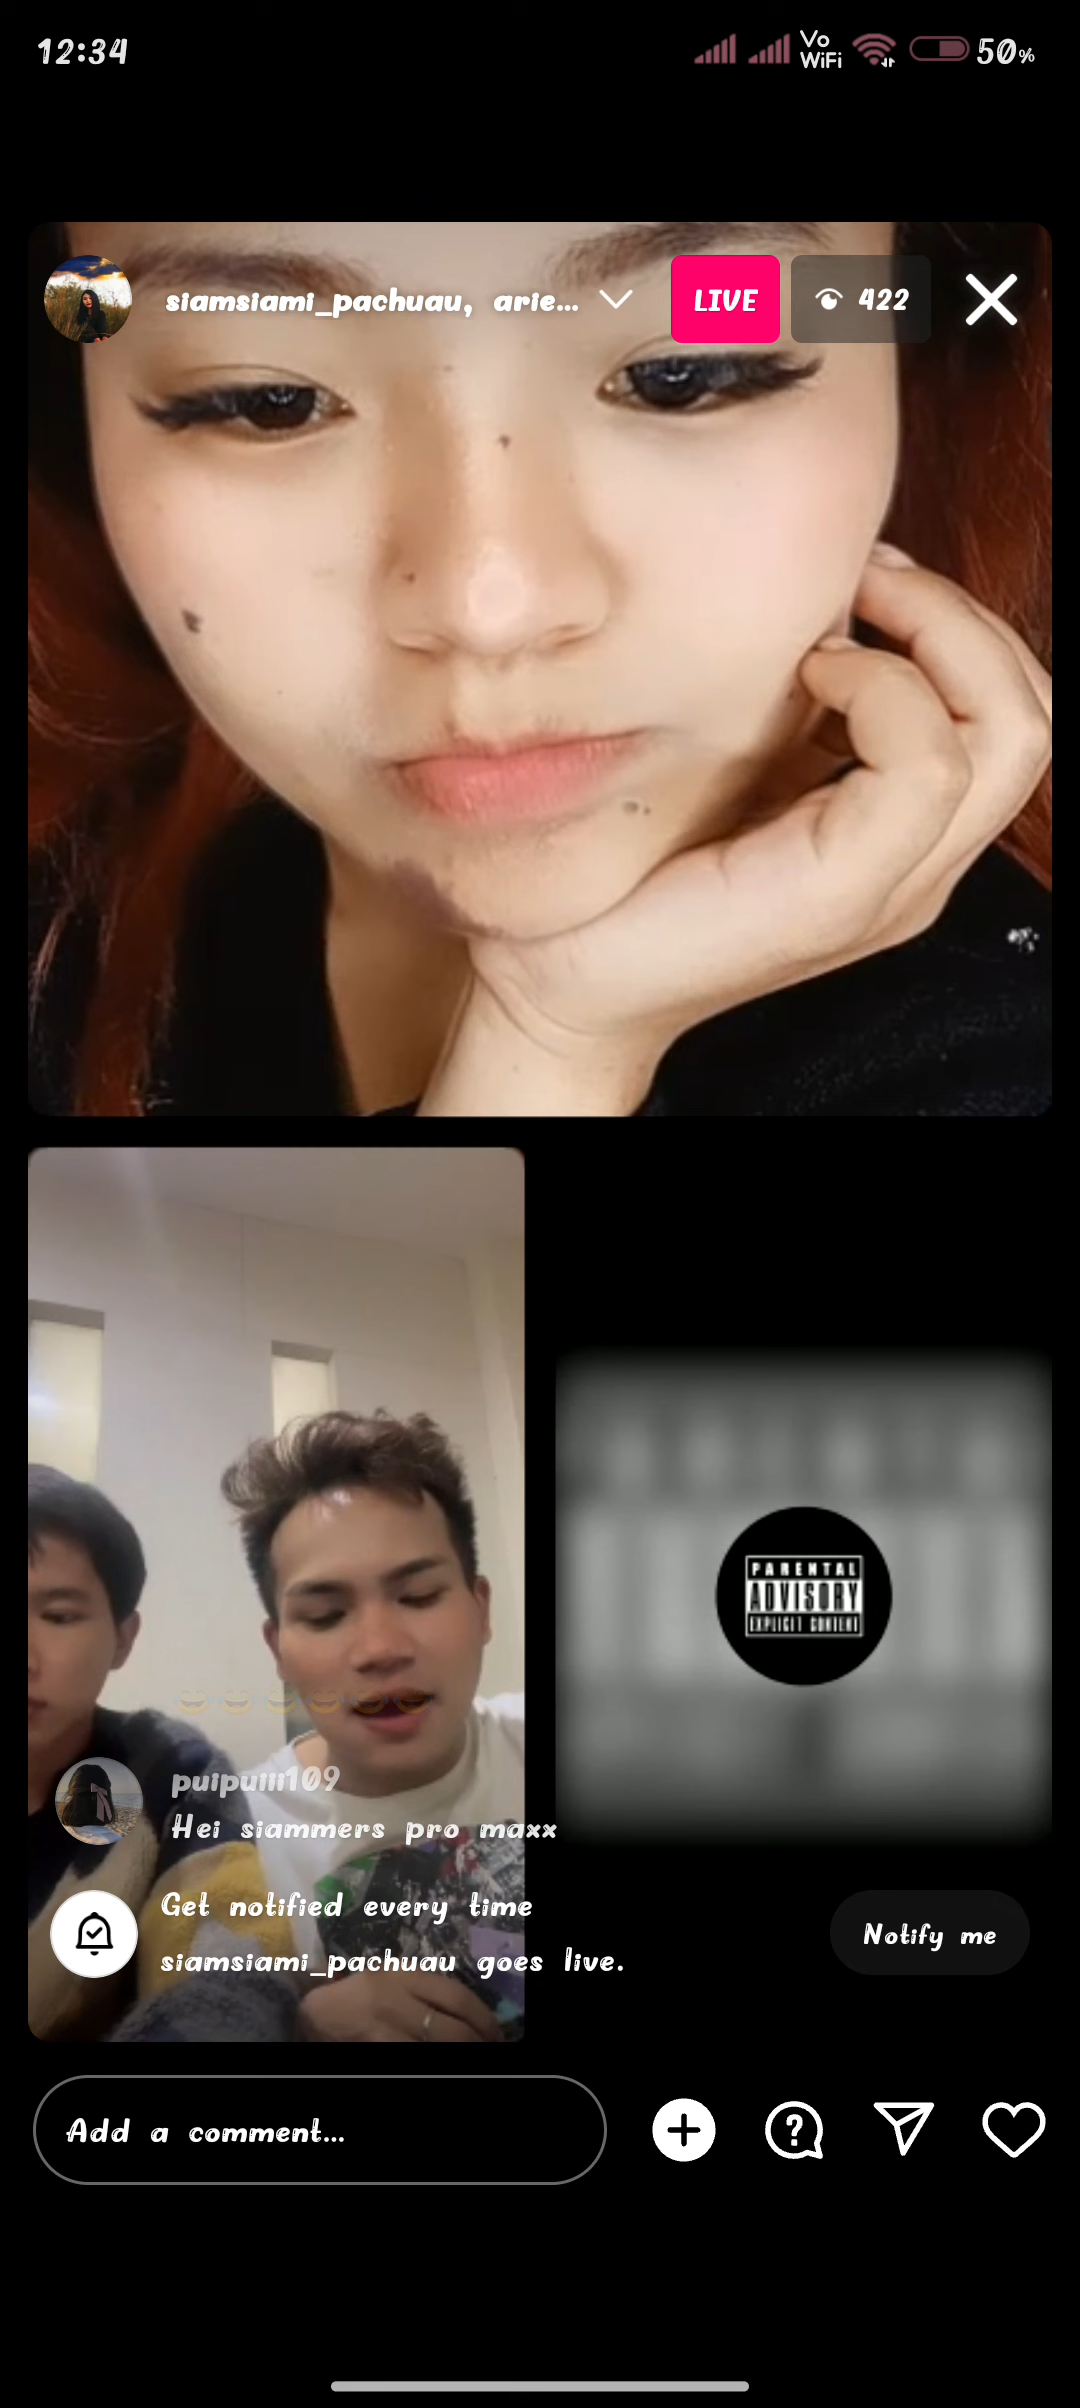 12:34
Vo
WiFi
50%
siamsiami_pachuau, arie...
LIVE
422
PARENTAL
ADVISORY
EXPLICIT CONTENT
puipuiii109
Hei siammers pro maxx
Get notified every time
siamsiami_pachuau goes live.
Notify me
Add a comment...